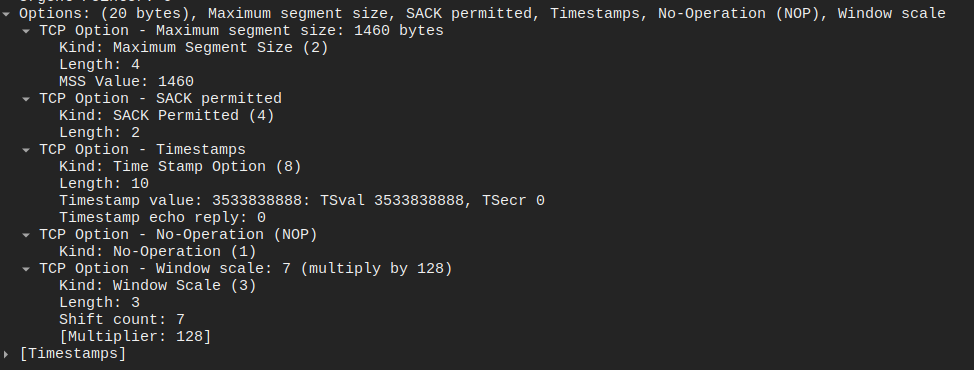 Options: (20 bytes), Maximum segment size, SACK permitted, Timestamps, No-Operation (NOP), Window scale
TCP Option - Maximum segment size: 1460 bytes
Kind: Maximum Segment Size (2)
Length: 4
MSS Value: 1460
TCP Option - SACK permitted
Kind: SACK Permitted (4)
Length: 2
TCP Option - Timestamps
Kind: Time Stamp Option (8)
Length: 10
Timestamp value: 3533838888: TSval 3533838888, TSecr 0
Timestamp echo reply: 0
TCP Option - No-Operation (NOP)
Kind: No-Operation (1)
TCP Option - Window scale: 7 (multiply by 128)
Kind: Window Scale (3)
Length: 3
Shift count: 7
[Multiplier: 128]
[Timestamps]